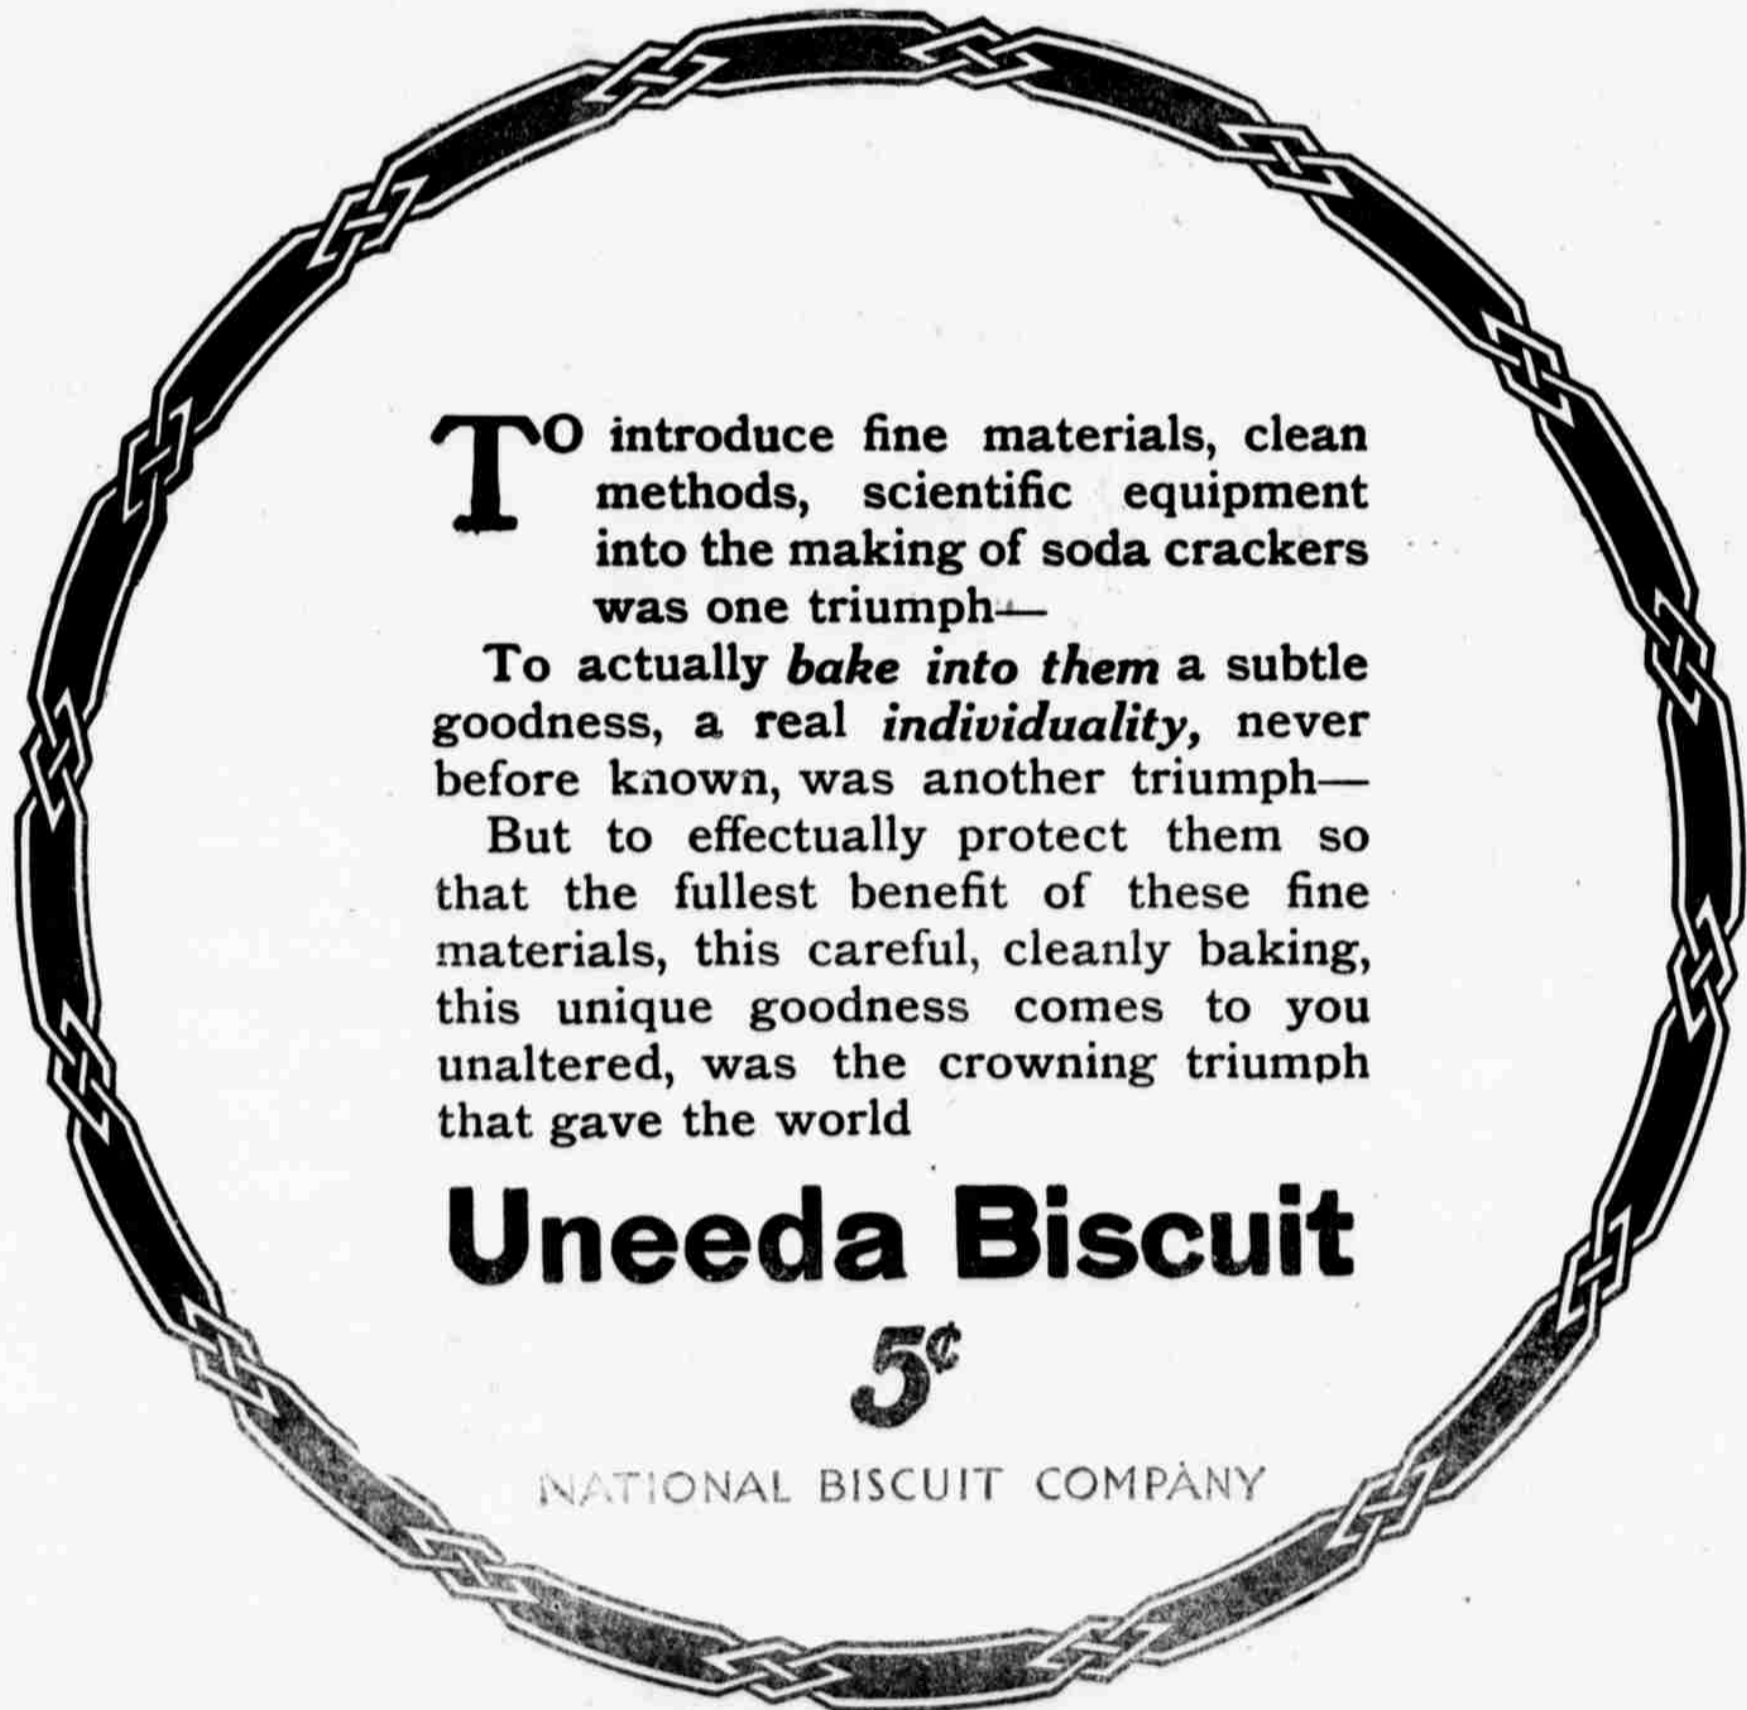 TO introduce fine materials, clean
methods, scientific equipment
into the making of soda crackers
was one triumph—
To actually bake into them a subtle
goodness, a real individuality, never
before known, was another triumph—
But to effectually protect them so
that the fullest benefit of these fine
materials, this careful, cleanly baking,
this unique goodness comes to you
unaltered, was the crowning triumph
that gave the world
Uneeda Biscuit
5¢
NATIONAL BISCUIT COMPANY